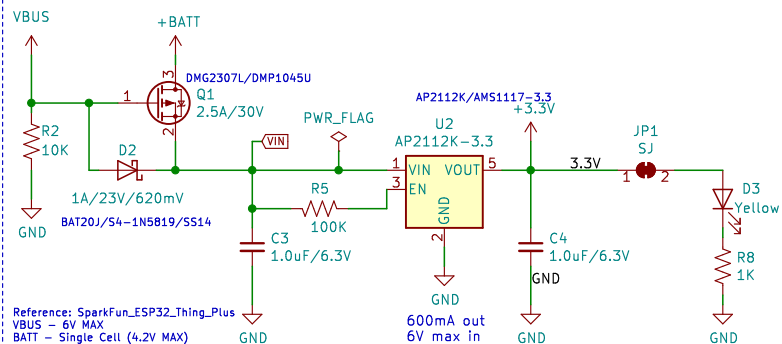 VBUS
+BATT
3
DMG2307L/DMP1045U
1
Q1
2.5A/30V
2
R2
10K
D2
1A/23V/620mV
BAT20J/S4-1N5819/SS14
GND
VIN
PWR_FLAG
R5
100K
C3
1.0uF/6.3V
GND
AP2112K/AMS1117-3.3
+3.3V
U2
AP2112K-3.3
1
VIN
VOUT
5
3
EN
GND
2
GND
600mA out
6V max in
C4
1.0uF/6.3V
GND
GND
3.3V
JP1
SJ
1
2
D3
Yellow
R8
1K
GND
Reference: SparkFun_ESP32_Thing_Plus
VBUS - 6V MAX
BATT - Single Cell (4.2V MAX)